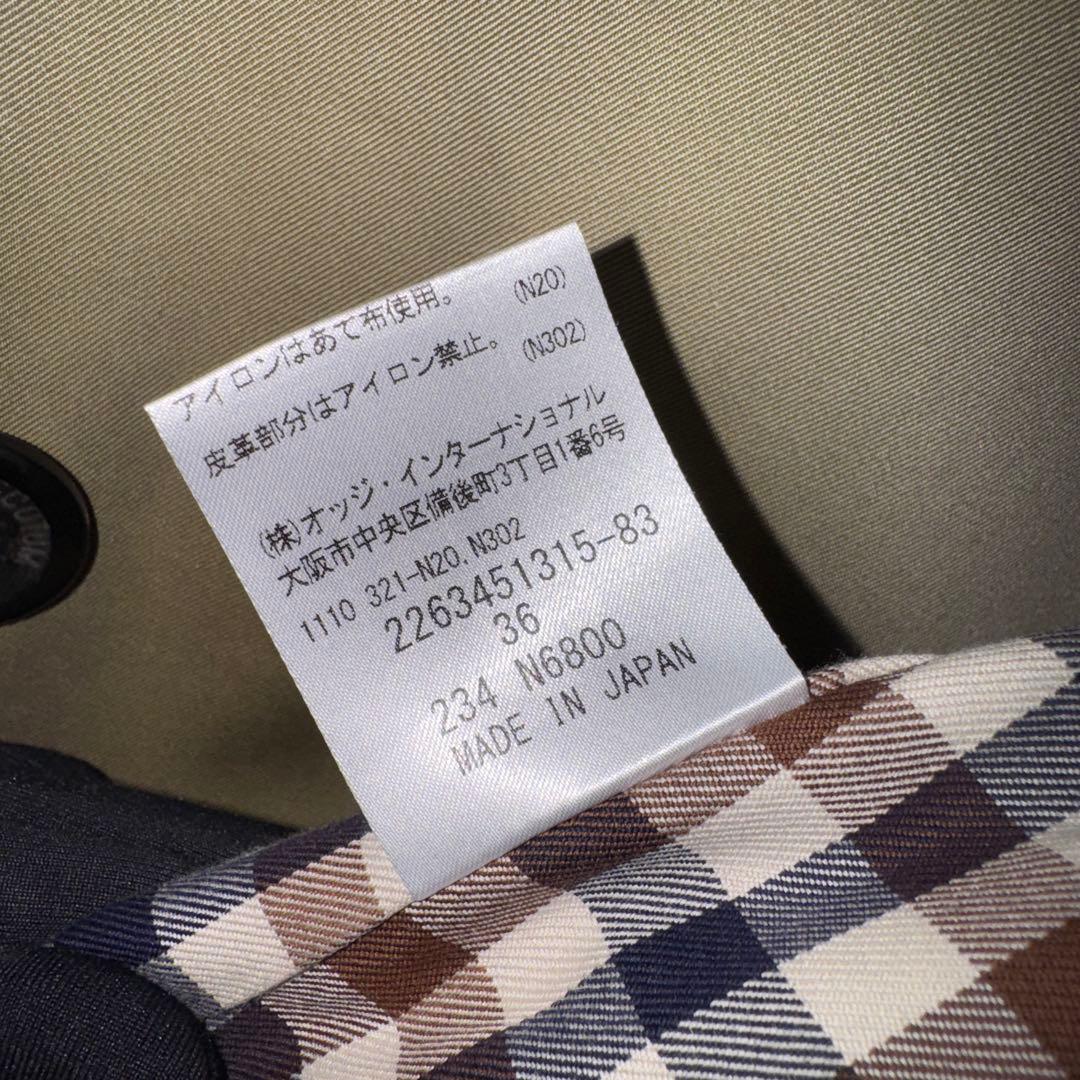 アイロンはあて布使用。 (N20)
皮革部分はアイロン禁止。 (N302)
(株)オッジ・インターナショナル
大阪市中央区備後町3丁目1番6号
1110 321-N20,N302
2263451315-83
36
234 N6800
MADE IN JAPAN